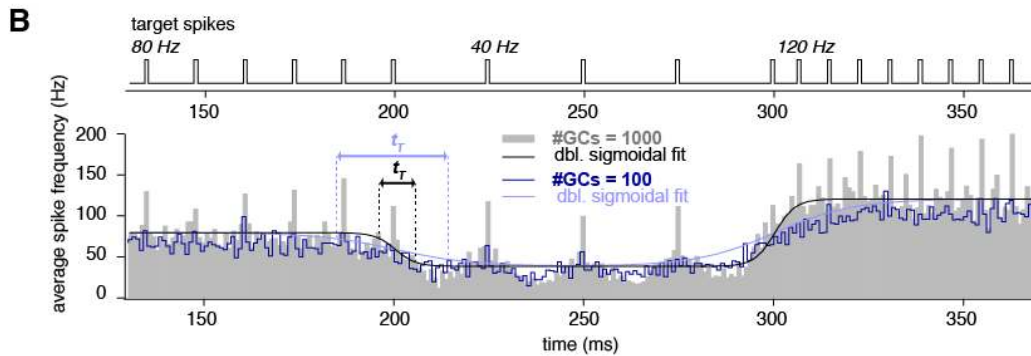 B
target spikes
80 Hz
40 Hz
120 Hz
150 200 250 300 350
average spike frequency (Hz)
200
150
100
50
0
t_T
t_T
#GCs = 1000
dbl. sigmoidal fit
#GCs = 100
dbl. sigmoidal fit
150 200 250 300 350
time (ms)